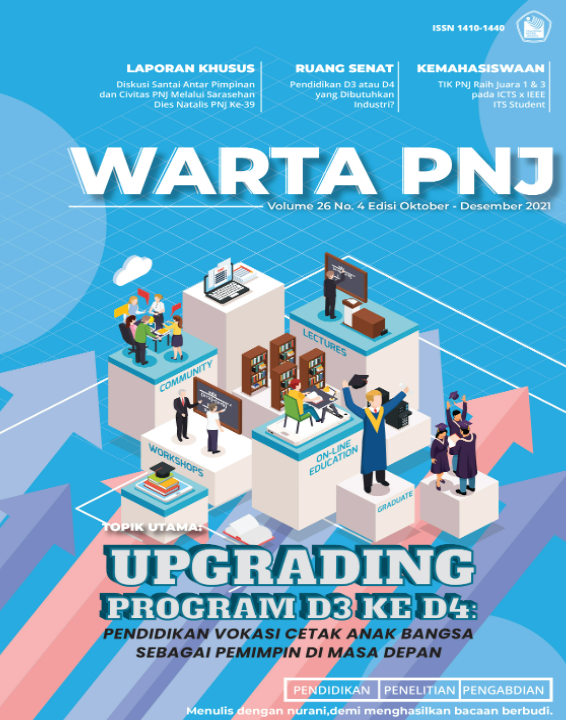 ISSN 1410-1440
LAPORAN KHUSUS
Diskusi Santai Antar Pimpinan
dan Civitas PNJ Melalui Sarasehan
Dies Natalis PNJ Ke-39
RUANG SENAT
Pendidikan D3 atau D4
yang Dibutuhkan
Industri?
KEMAHASISWAAN
TIK PNJ Raih Juara 1 & 3
pada ICTS x IEEE
ITS Student
WARTA PNJ
Volume 26 No. 4 Edisi Oktober - Desember 2021
LECTURES
COMMUNITY
WORKSHOPS
ON-LINE
EDUCATION
GRADUATE
TOPIK UTAMA:
UPGRADING
PROGRAM D3 KE D4:
PENDIDIKAN VOKASI CETAK ANAK BANGSA
SEBAGAI PEMIMPIN DI MASA DEPAN
PENDIDIKAN PENELITIAN PENGABDIAN
Menulis dengan nurani,demi menghasilkan bacaan berbudi.